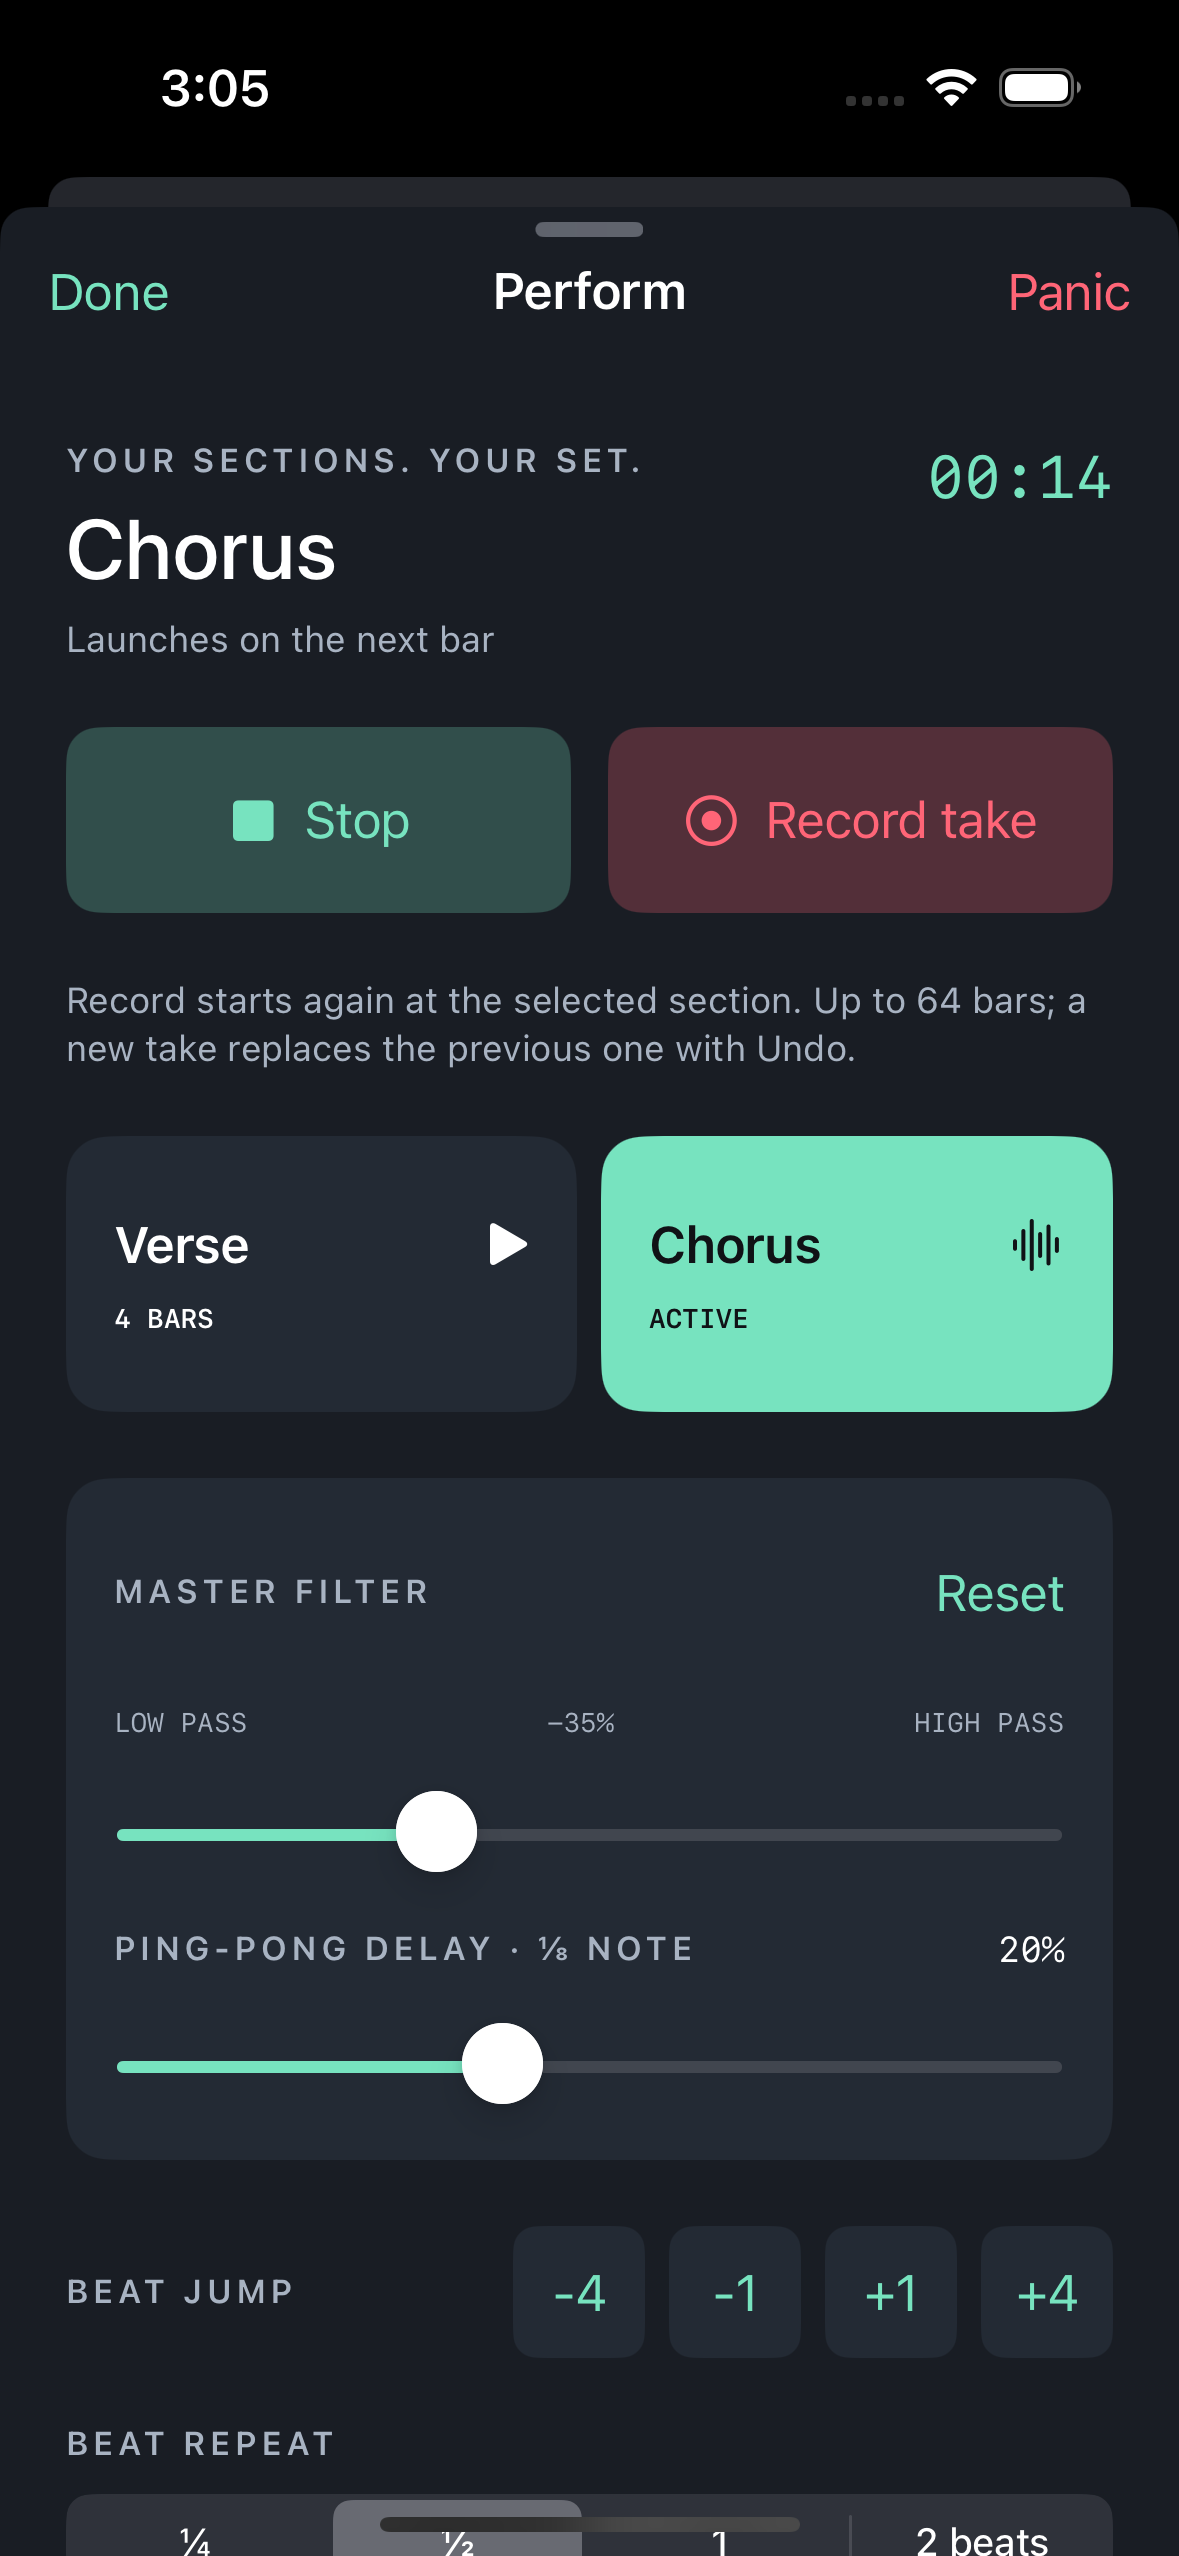 3:05
Done
Perform
Panic
YOUR SECTIONS. YOUR SET.
00:14
Chorus
Launches on the next bar
Stop
Record take
Record starts again at the selected section. Up to 64 bars; a
new take replaces the previous one with Undo.
Verse
4 BARS
Chorus
ACTIVE
MASTER FILTER
Reset
LOW PASS
−35%
HIGH PASS
PING-PONG DELAY · ⅛ NOTE
20%
BEAT JUMP
-4
-1
+1
+4
BEAT REPEAT
¼
½
1
2 beats